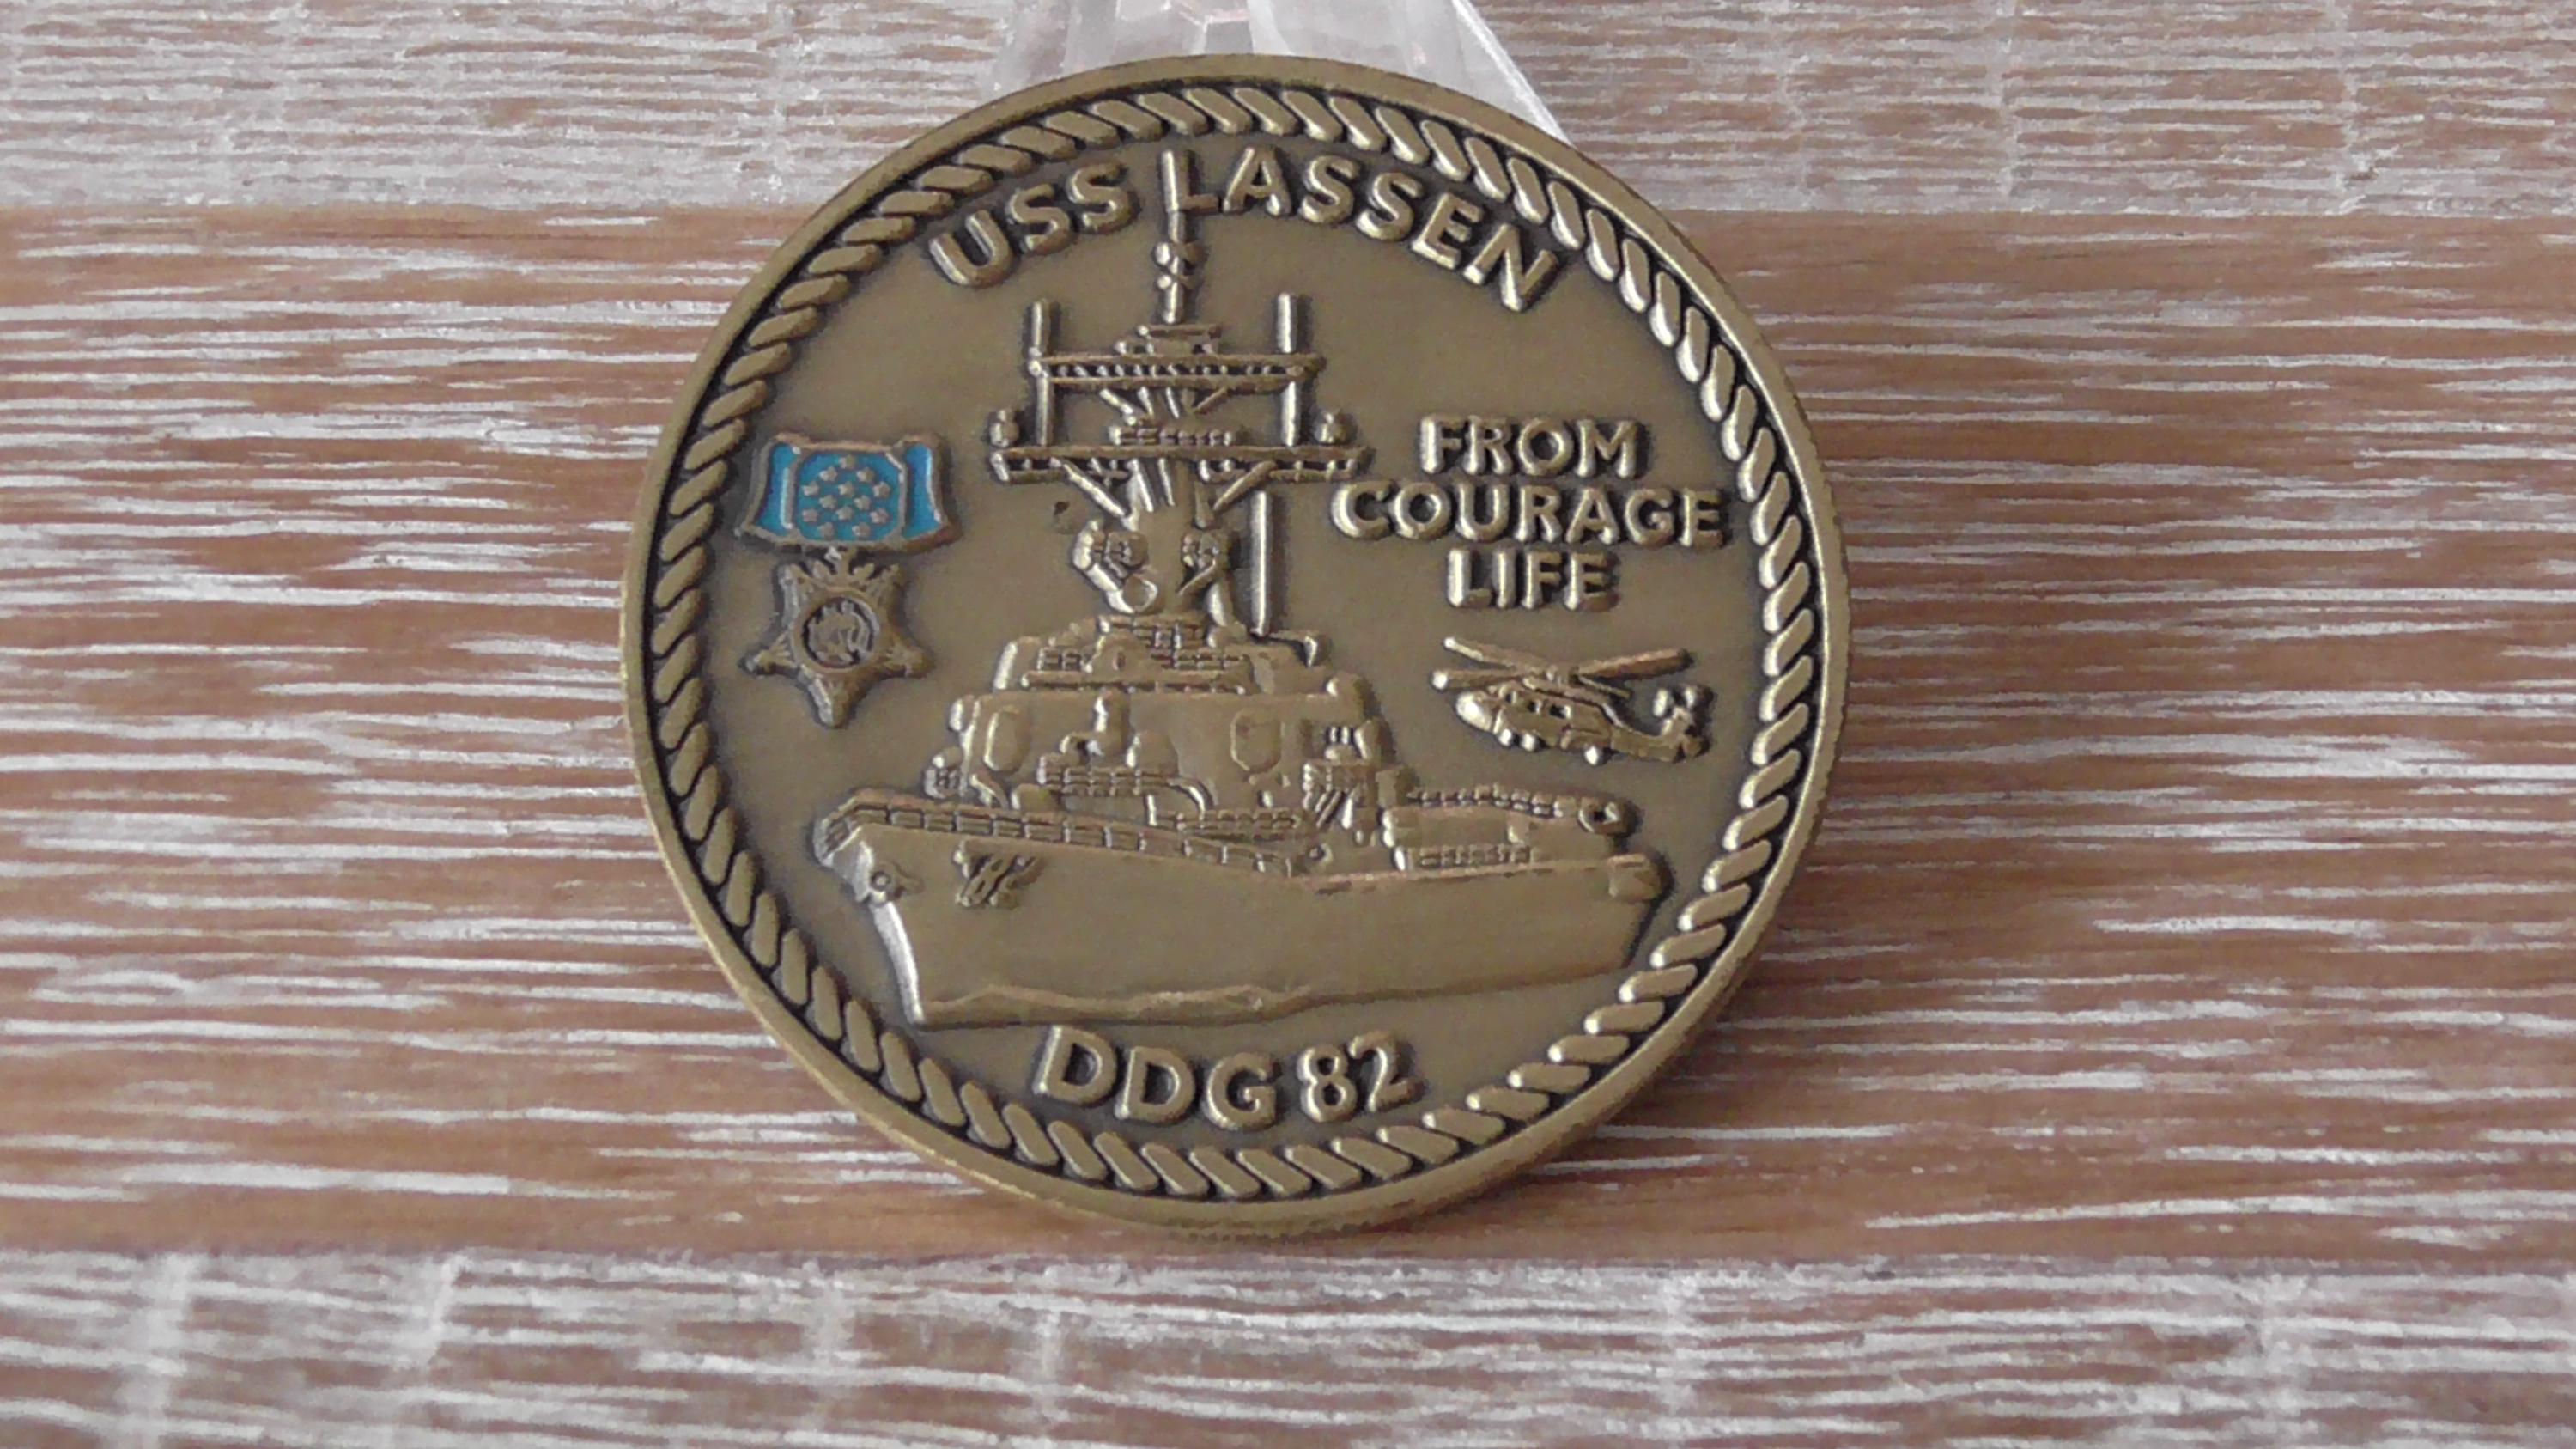 USS LASSEN
FROM
COURAGE
LIFE
DDG 82